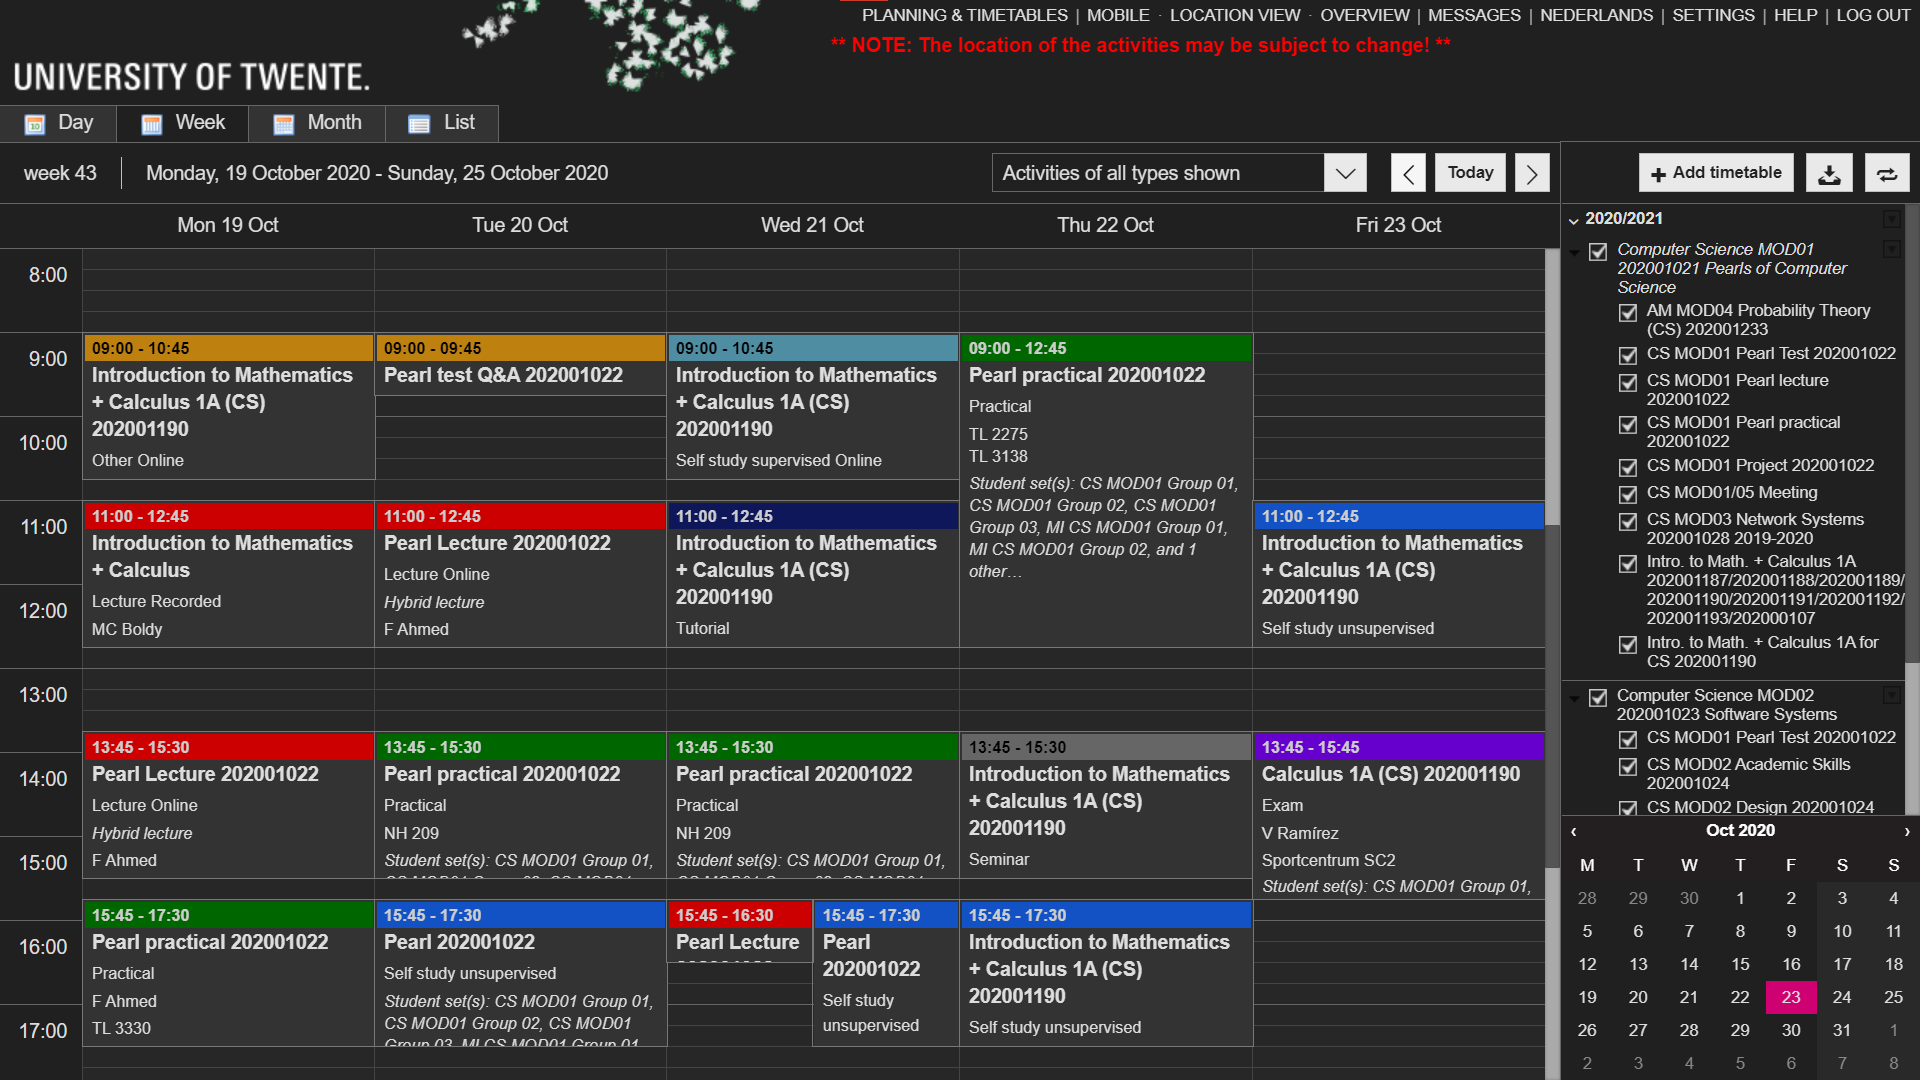 PLANNING & TIMETABLES | MOBILE · LOCATION VIEW · OVERVIEW | MESSAGES | NEDERLANDS | SETTINGS | HELP | LOG OUT
** NOTE: The location of the activities may be subject to change! **
UNIVERSITY OF TWENTE.
Day Week Month List
week 43 Monday, 19 October 2020 - Sunday, 25 October 2020 Activities of all types shown Today
Mon 19 Oct Tue 20 Oct Wed 21 Oct Thu 22 Oct Fri 23 Oct
8:00
9:00
10:00
11:00
12:00
13:00
14:00
15:00
16:00
17:00
09:00 - 10:45
Introduction to Mathematics
+ Calculus 1A (CS)
202001190
Other Online
11:00 - 12:45
Introduction to Mathematics
+ Calculus
Lecture Recorded
MC Boldy
13:45 - 15:30
Pearl Lecture 202001022
Lecture Online
Hybrid lecture
F Ahmed
15:45 - 17:30
Pearl practical 202001022
Practical
F Ahmed
TL 3330
09:00 - 09:45
Pearl test Q&A 202001022
11:00 - 12:45
Pearl Lecture 202001022
Lecture Online
Hybrid lecture
F Ahmed
13:45 - 15:30
Pearl practical 202001022
Practical
NH 209
Student set(s): CS MOD01 Group 01,
15:45 - 17:30
Pearl 202001022
Self study unsupervised
Student set(s): CS MOD01 Group 01,
CS MOD01 Group 02, CS MOD01
Group 03, MI CS MOD01 Group 01,
09:00 - 10:45
Introduction to Mathematics
+ Calculus 1A (CS)
202001190
Self study supervised Online
11:00 - 12:45
Introduction to Mathematics
+ Calculus 1A (CS)
202001190
Tutorial
13:45 - 15:30
Pearl practical 202001022
Practical
NH 209
Student set(s): CS MOD01 Group 01,
15:45 - 16:30
Pearl Lecture
15:45 - 17:30
Pearl
202001022
Self study
unsupervised
09:00 - 12:45
Pearl practical 202001022
Practical
TL 2275
TL 3138
Student set(s): CS MOD01 Group 01,
CS MOD01 Group 02, CS MOD01
Group 03, MI CS MOD01 Group 01,
MI CS MOD01 Group 02, and 1
other…
13:45 - 15:30
Introduction to Mathematics
+ Calculus 1A (CS)
202001190
Seminar
15:45 - 17:30
Introduction to Mathematics
+ Calculus 1A (CS)
202001190
Self study unsupervised
11:00 - 12:45
Introduction to Mathematics
+ Calculus 1A (CS)
202001190
Self study unsupervised
13:45 - 15:45
Calculus 1A (CS) 202001190
Exam
V Ramírez
Sportcentrum SC2
Student set(s): CS MOD01 Group 01,
+ Add timetable
2020/2021
Computer Science MOD01
202001021 Pearls of Computer
Science
AM MOD04 Probability Theory
(CS) 202001233
CS MOD01 Pearl Test 202001022
CS MOD01 Pearl lecture
202001022
CS MOD01 Pearl practical
202001022
CS MOD01 Project 202001022
CS MOD01/05 Meeting
CS MOD03 Network Systems
202001028 2019-2020
Intro. to Math. + Calculus 1A
202001187/202001188/202001189/
202001190/202001191/202001192/
202001193/202000107
Intro. to Math. + Calculus 1A for
CS 202001190
Computer Science MOD02
202001023 Software Systems
CS MOD01 Pearl Test 202001022
CS MOD02 Academic Skills
202001024
CS MOD02 Design 202001024
‹ Oct 2020 ›
M T W T F S S
28 29 30 1 2 3 4
5 6 7 8 9 10 11
12 13 14 15 16 17 18
19 20 21 22 23 24 25
26 27 28 29 30 31 1
2 3 4 5 6 7 8